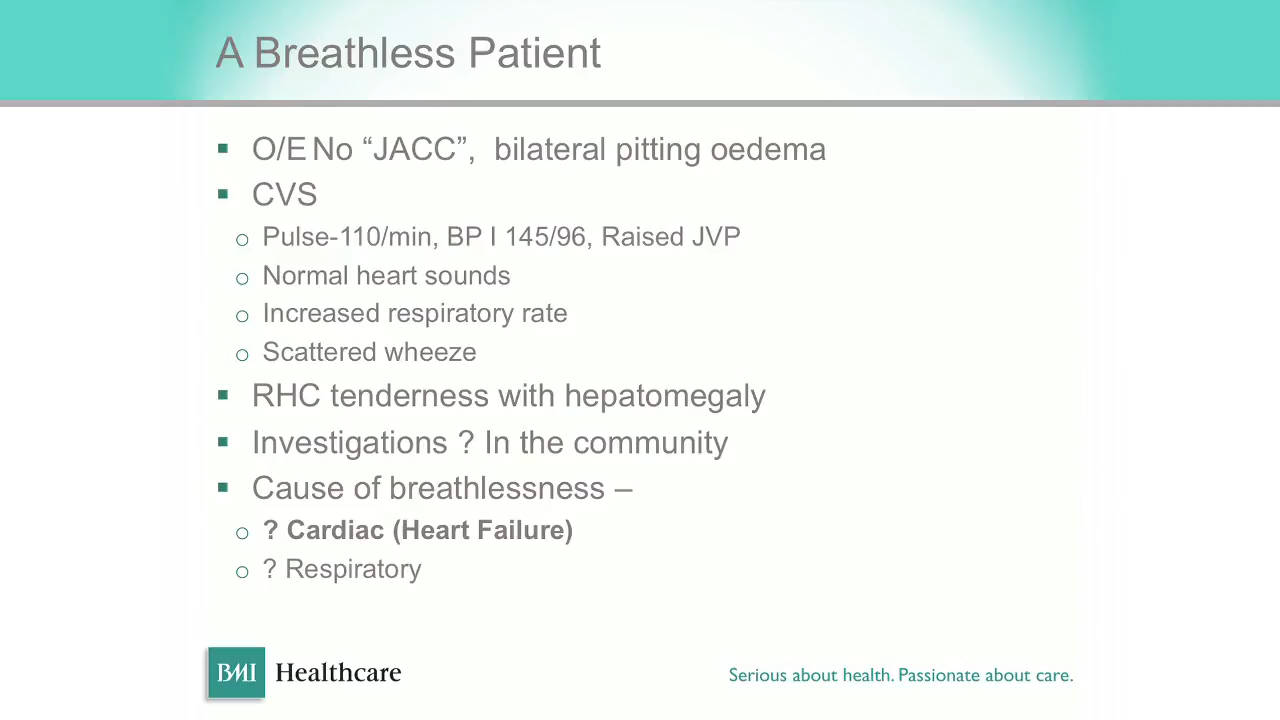 A Breathless Patient
O/E No “JACC”, bilateral pitting oedema
CVS
Pulse-110/min, BP I 145/96, Raised JVP
Normal heart sounds
Increased respiratory rate
Scattered wheeze
RHC tenderness with hepatomegaly
Investigations ? In the community
Cause of breathlessness –
? Cardiac (Heart Failure)
? Respiratory
BMI Healthcare
Serious about health. Passionate about care.